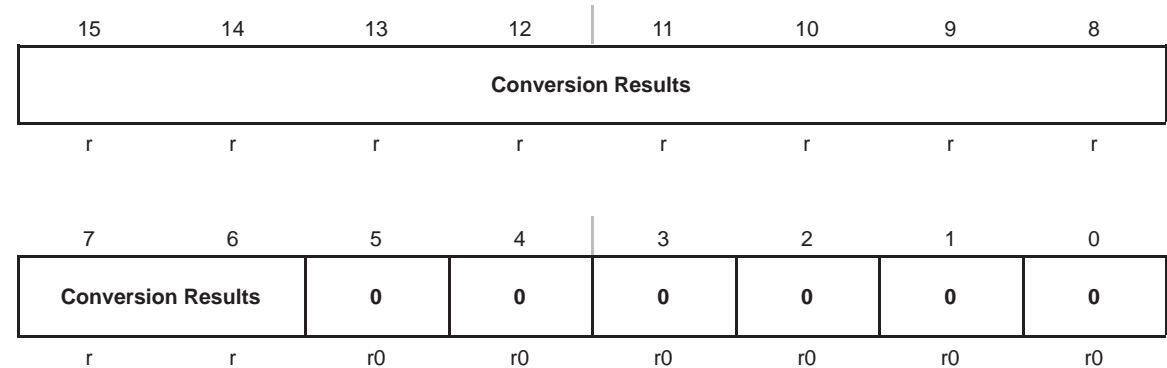 15 14 13 12 11 10 9 8
Conversion Results
r r r r r r r r
7 6 5 4 3 2 1 0
Conversion Results 0 0 0 0 0 0
r r r0 r0 r0 r0 r0 r0